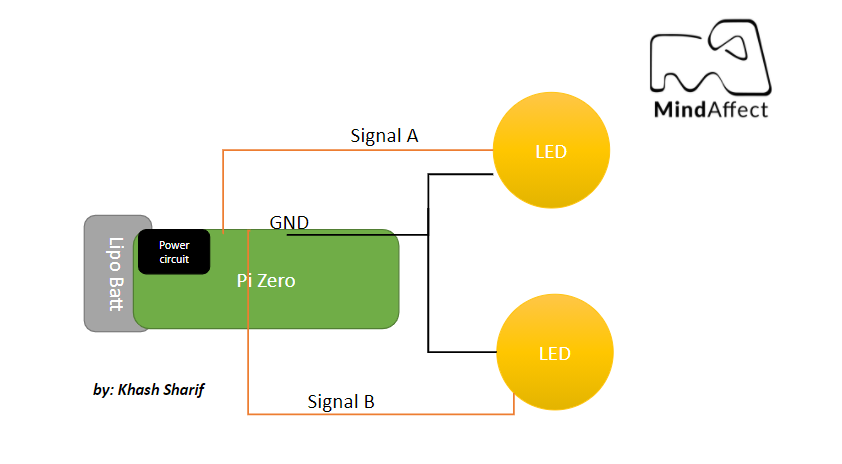 MindAffect
Signal A
LED
GND
Power
circuit
Lipo Batt
Pi Zero
LED
by: Khash Sharif
Signal B